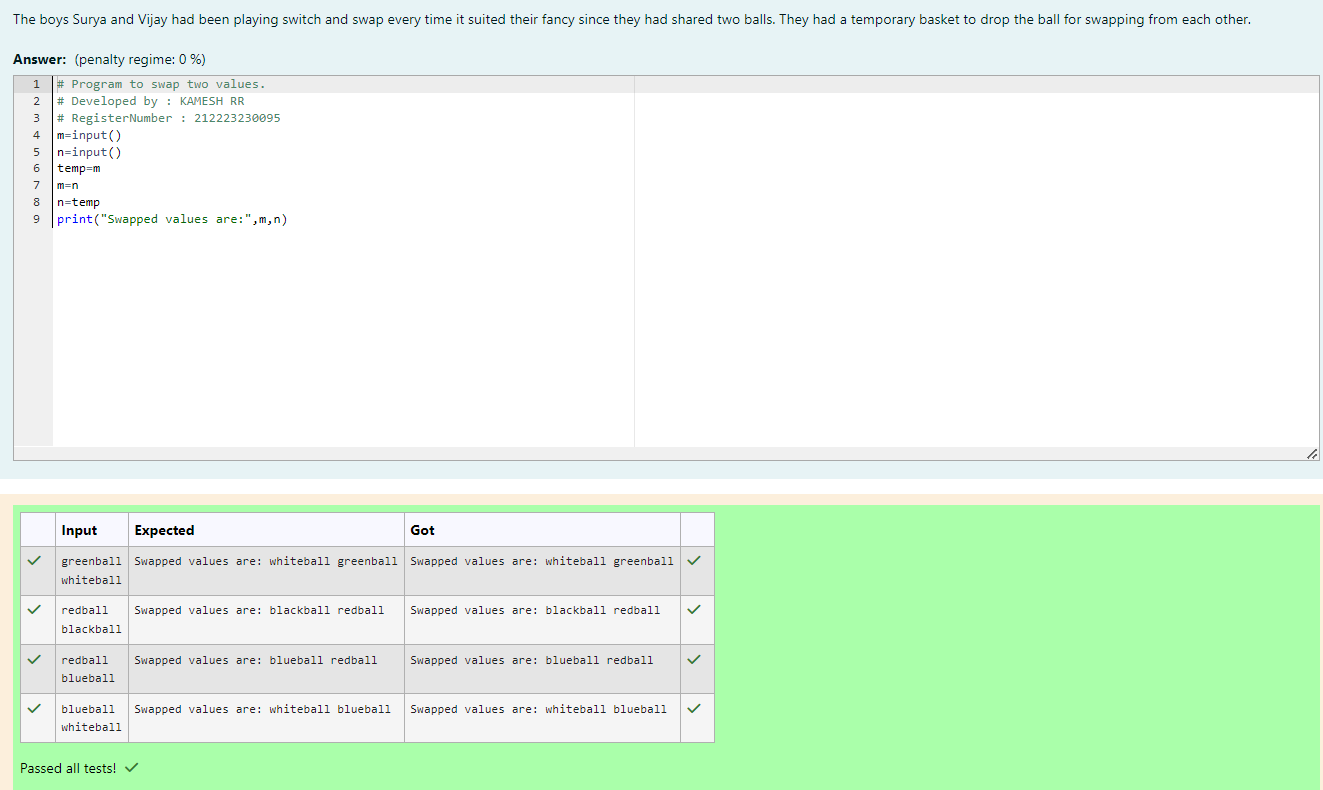 The boys Surya and Vijay had been playing switch and swap every time it suited their fancy since they had shared two balls. They had a temporary basket to drop the ball for swapping from each other.
Answer: (penalty regime: 0 %)
1 # Program to swap two values.
2 # Developed by : KAMESH RR
3 # RegisterNumber : 212223230095
4 m=input()
5 n=input()
6 temp=m
7 m=n
8 n=temp
9 print("Swapped values are:",m,n)
Input Expected Got
greenball Swapped values are: whiteball greenball Swapped values are: whiteball greenball
whiteball
redball Swapped values are: blackball redball Swapped values are: blackball redball
blackball
redball Swapped values are: blueball redball Swapped values are: blueball redball
blueball
blueball Swapped values are: whiteball blueball Swapped values are: whiteball blueball
whiteball
Passed all tests!